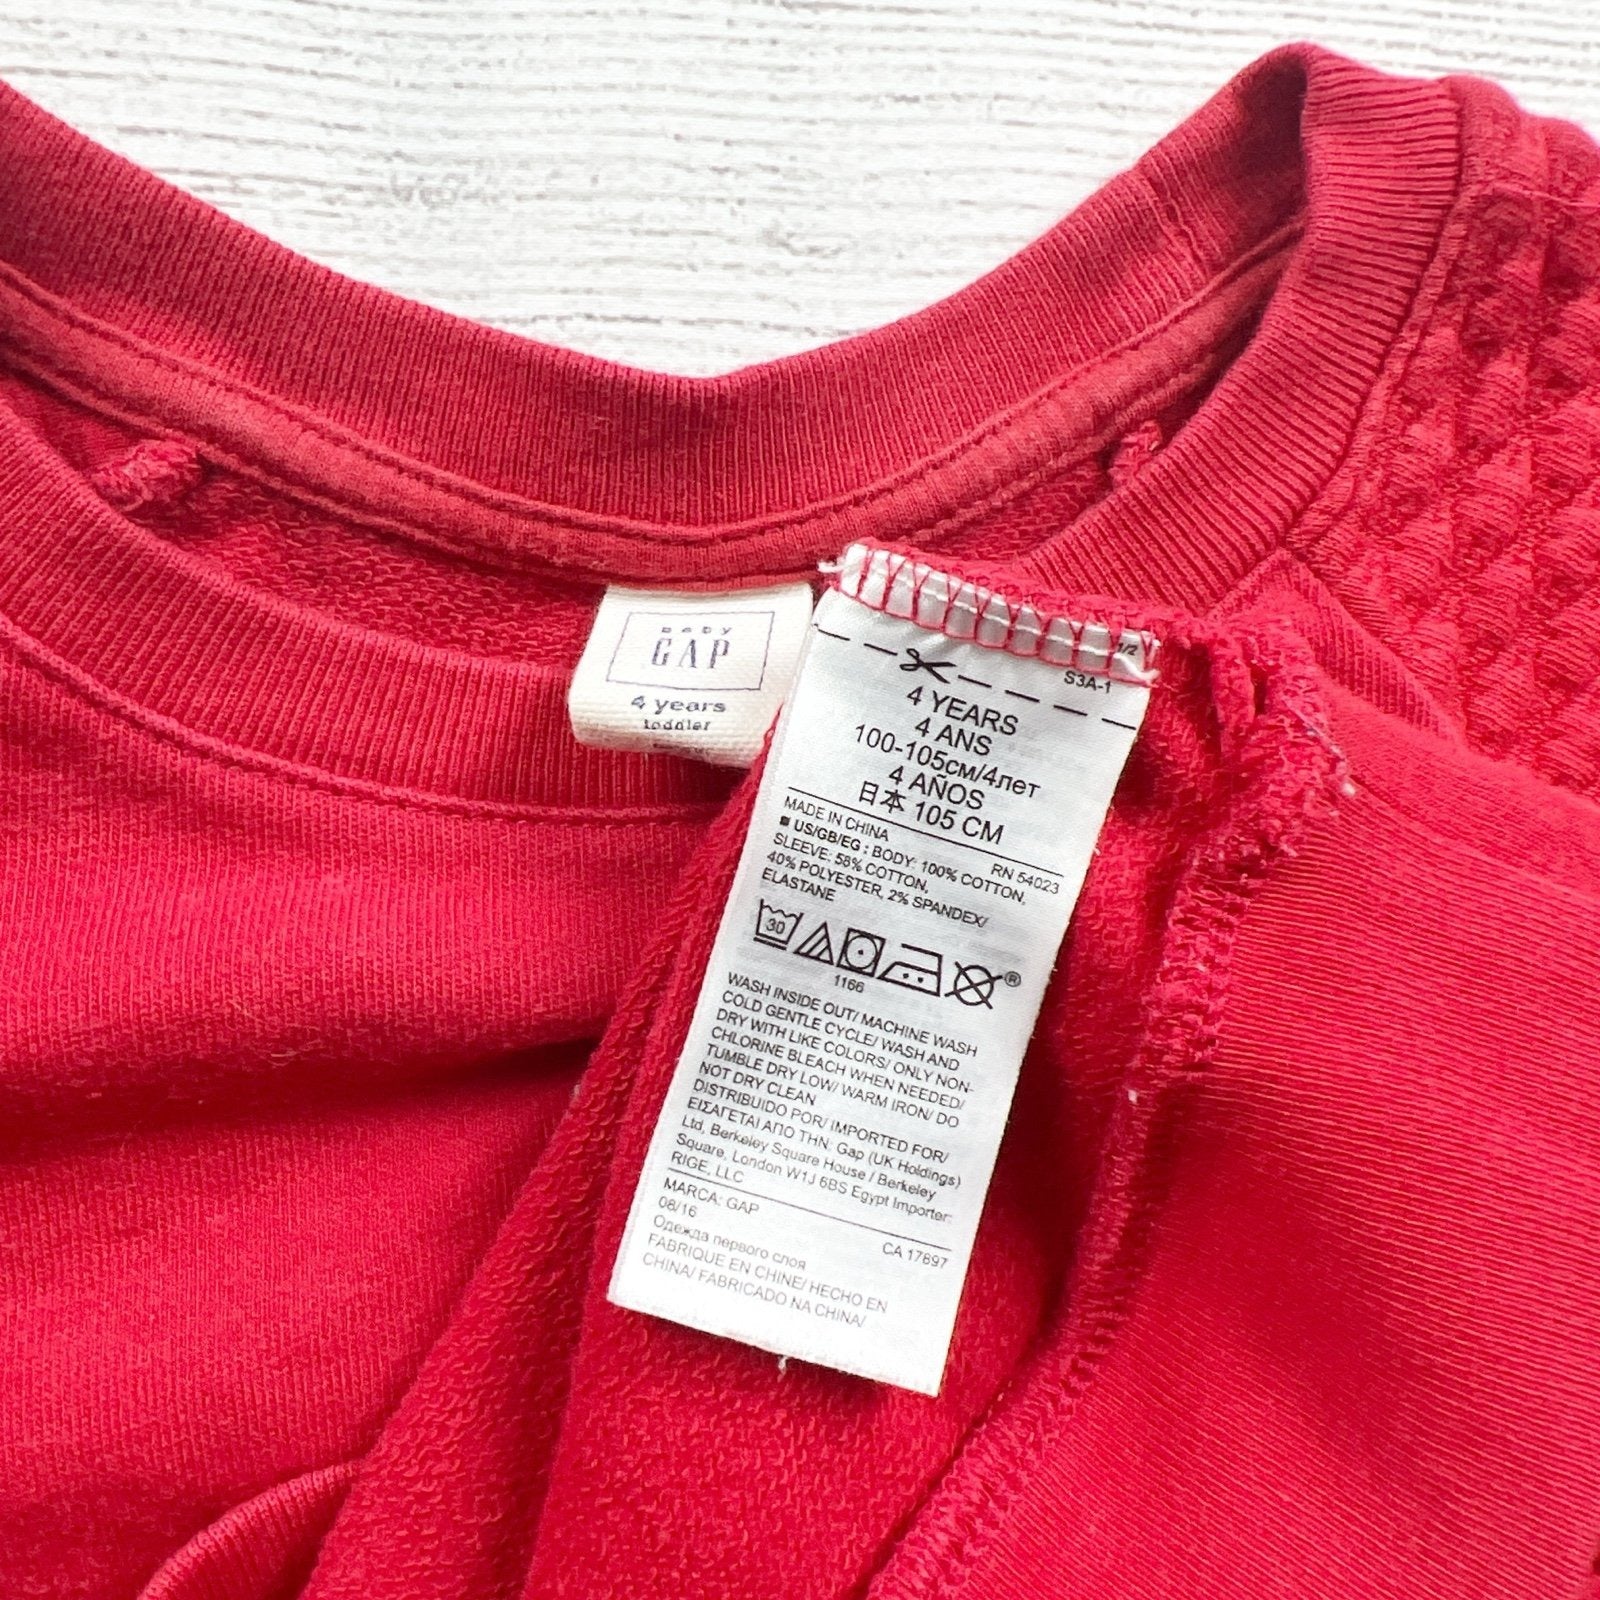 baby
GAP
4 years
toddler
1/2
S3A-1
4 YEARS
4 ANS
100-105см/4лет
4 AÑOS
日本 105 CM
MADE IN CHINA
RN 54023
■ US/GB/EG : BODY: 100% COTTON,
SLEEVE: 58% COTTON,
40% POLYESTER, 2% SPANDEX/
ELASTANE
30
®
1166
WASH INSIDE OUT/ MACHINE WASH
COLD GENTLE CYCLE/ WASH AND
DRY WITH LIKE COLORS/ ONLY NON-
CHLORINE BLEACH WHEN NEEDED/
TUMBLE DRY LOW/ WARM IRON/ DO
NOT DRY CLEAN
DISTRIBUIDO POR/ IMPORTED FOR/
ΕΙΣΑΓΕΤΑΙ ΑΠΟ ΤΗΝ: Gap (UK Holdings)
Ltd, Berkeley Square House / Berkeley
Square, London W1J 6BS Egypt Importer:
RIGE, LLC
MARCA: GAP
08/16
CA 17897
Одежда первого слоя
FABRIQUE EN CHINE/ HECHO EN
CHINA/ FABRICADO NA CHINA/